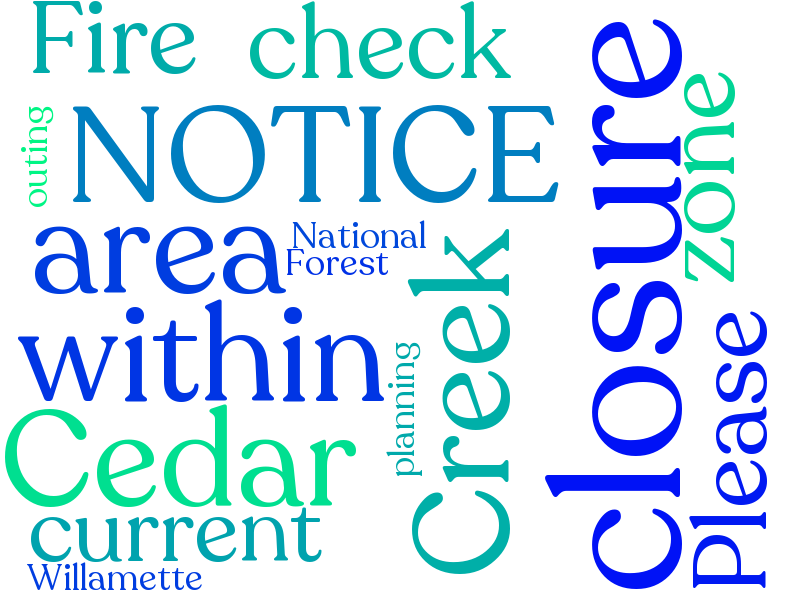 Fire check
outing
NOTICE
area
National
Forest
within
planning
Cedar
current
Willamette
Creek
closure
zone
Please